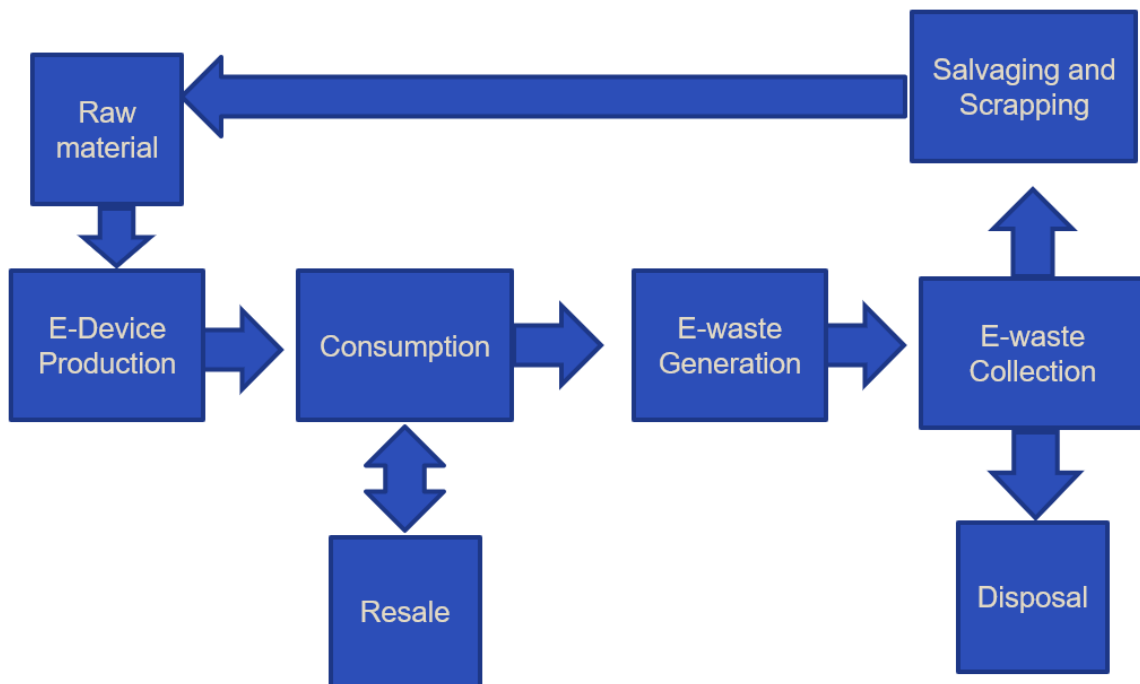 Salvaging and
Scrapping
Raw
material
E-Device
Production
Consumption
E-waste
Generation
E-waste
Collection
Resale
Disposal